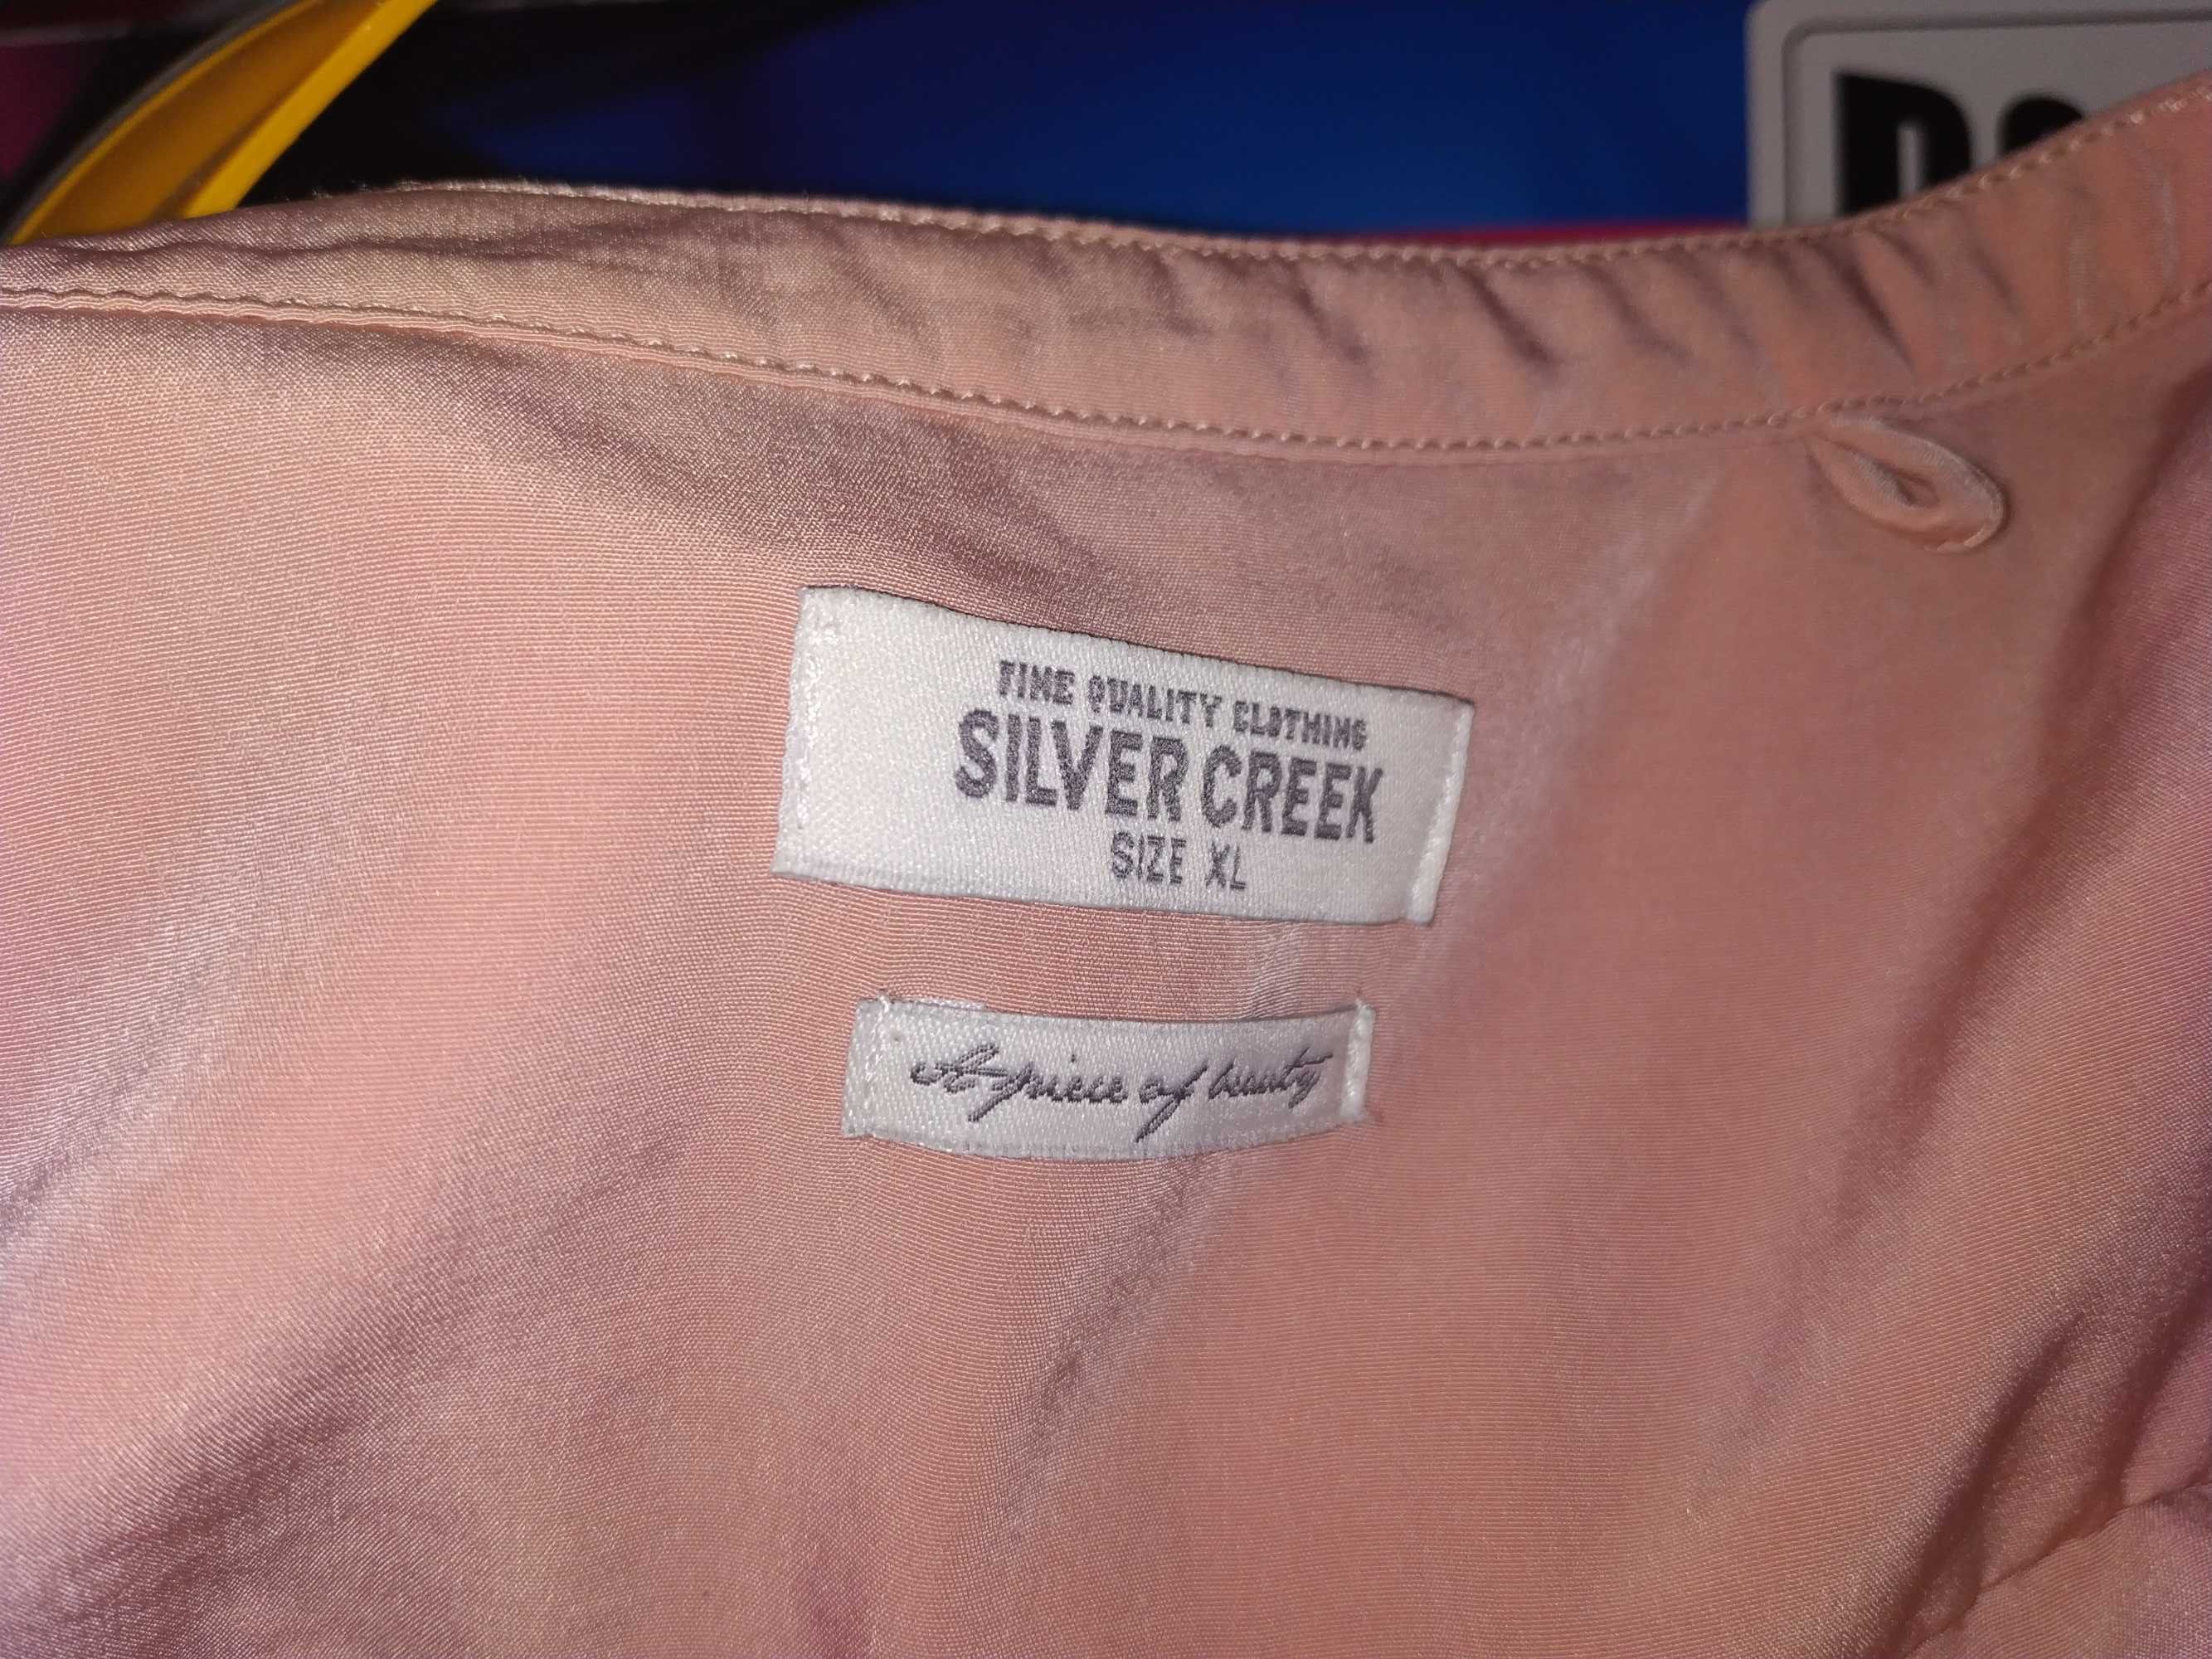 FINE QUALITY CLOTHING
SILVER CREEK
SIZE XL
A piece of beauty